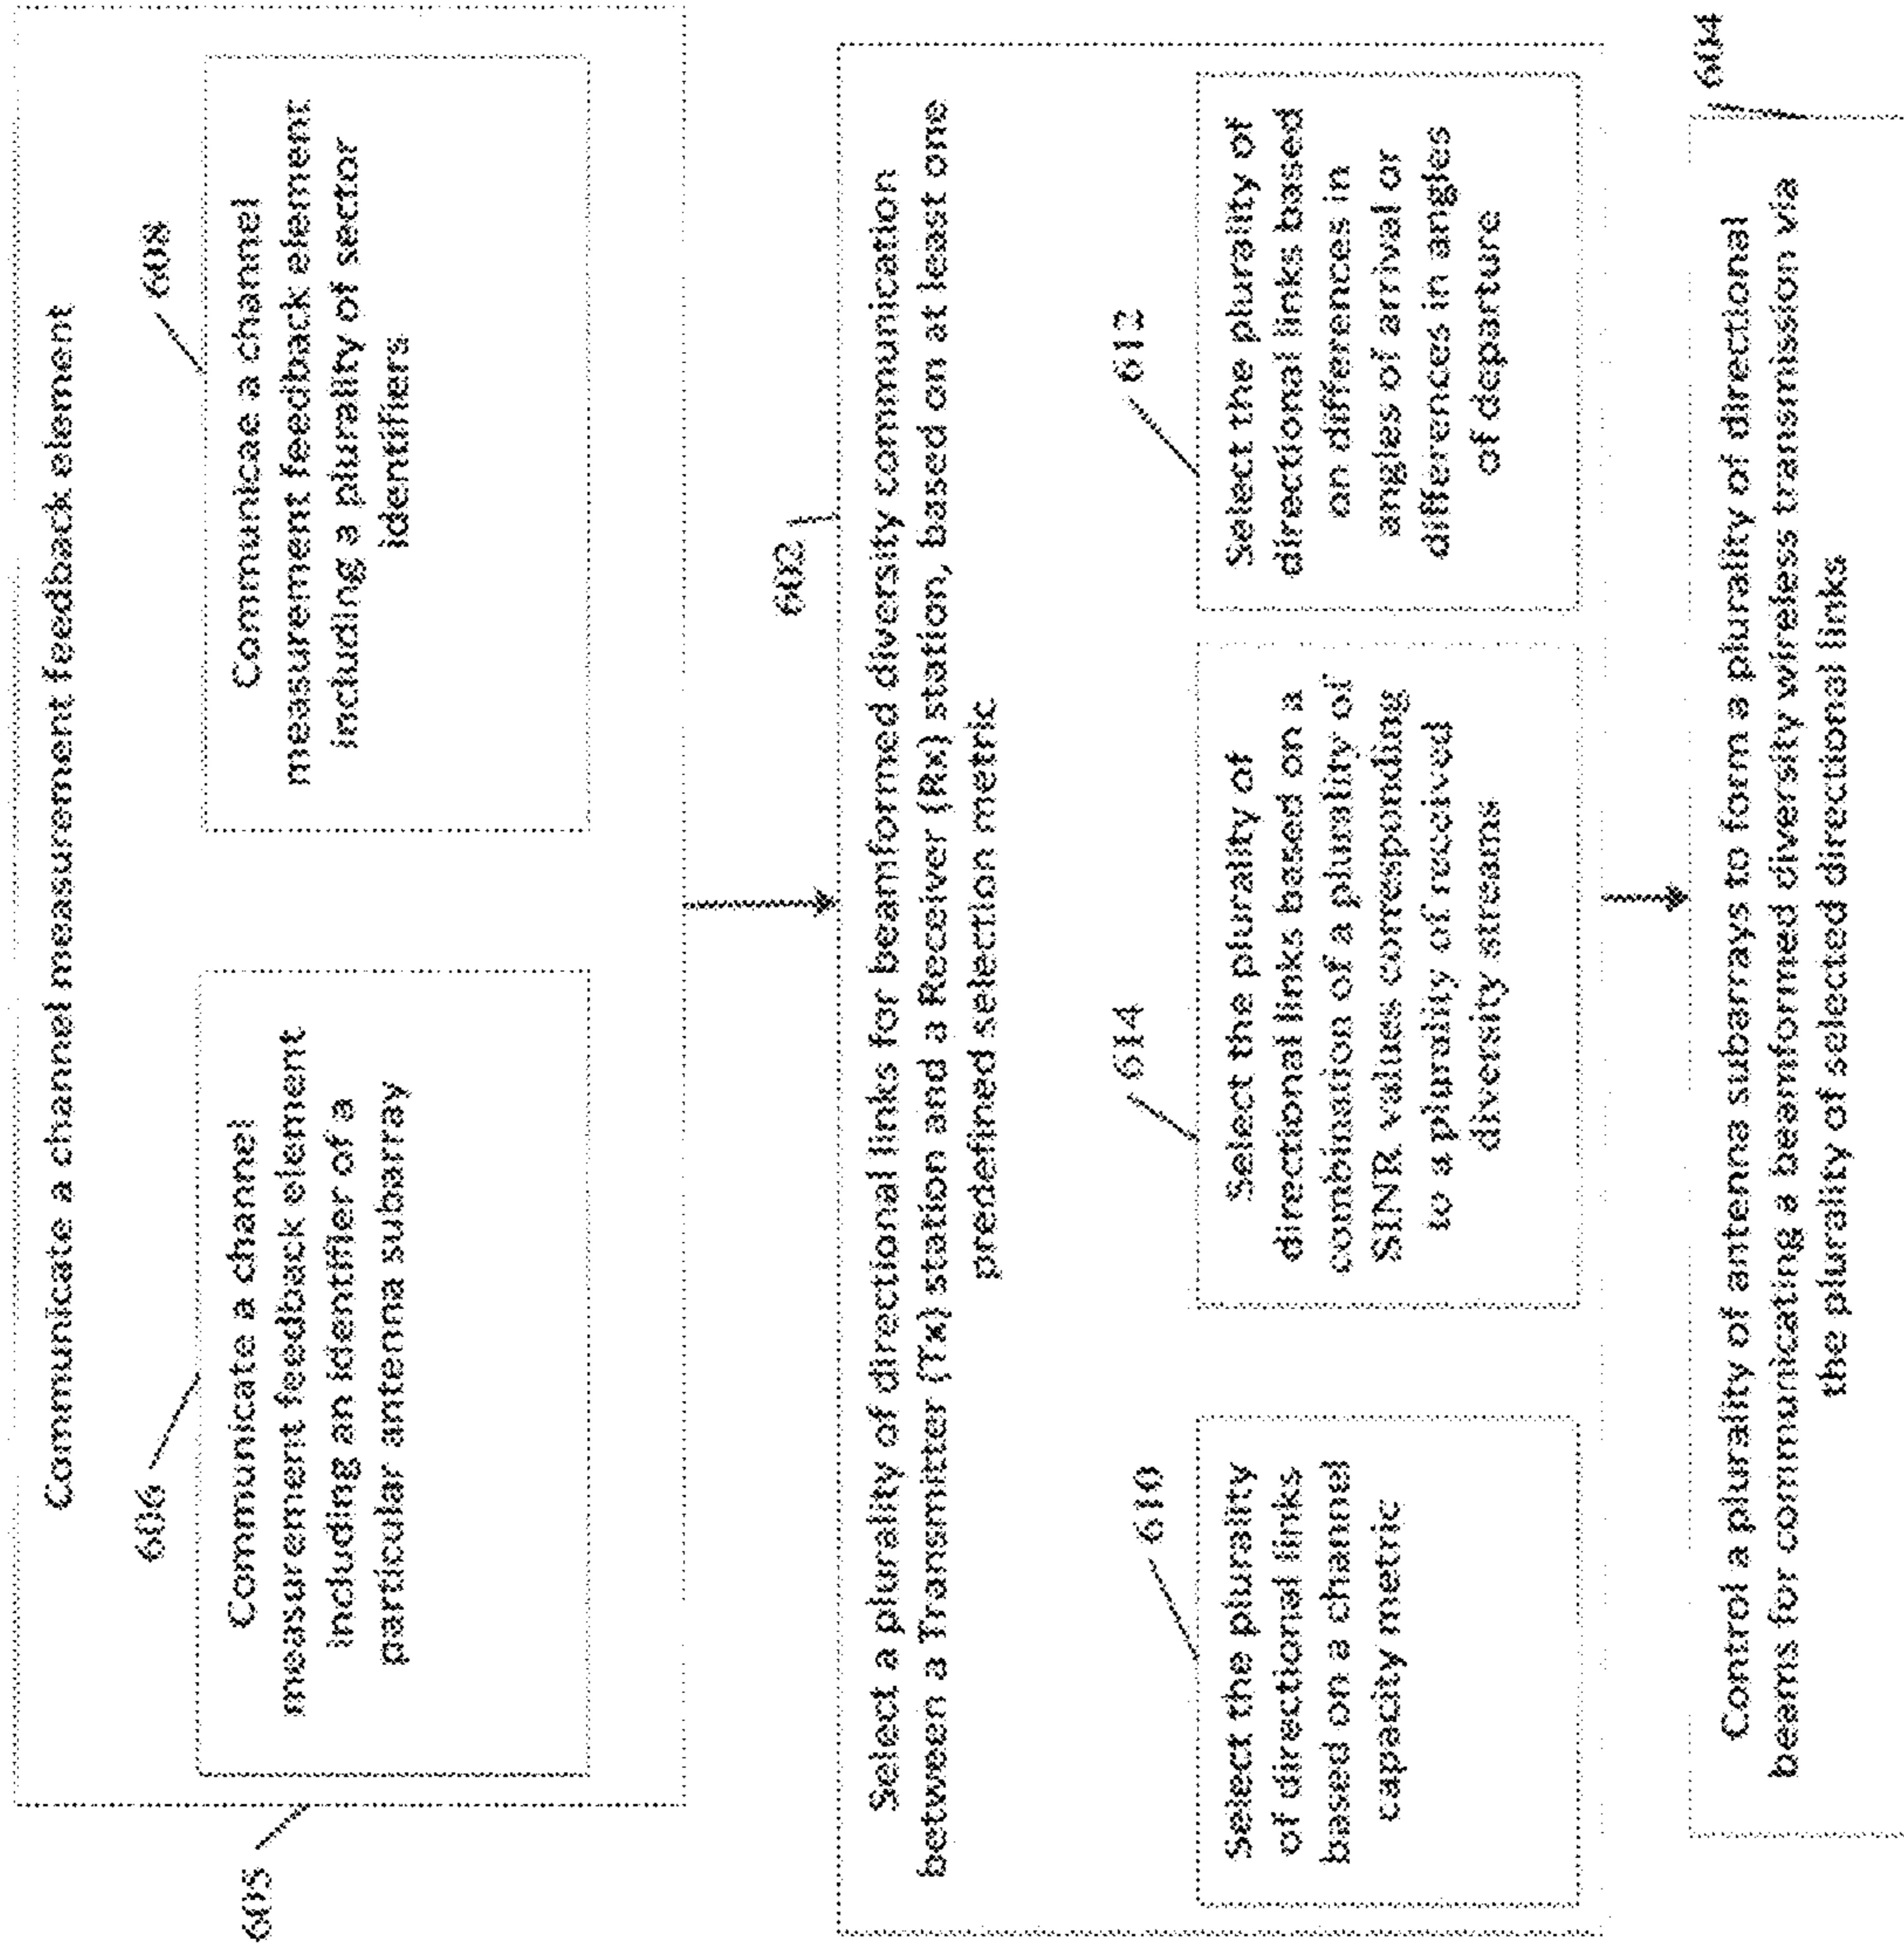 Communicate a channel measurement feedback element
605
606
Communicate a channel
measurement feedback element
including an identifier of a
particular antenna subarray
608
Communicae a channel
measurement feedback element
including a plurality of sector
identifiers
602
Select a plurality of directional links for beamformed diversity communication
between a Transmitter (Tx) station and a Receiver (Rx) station, based on at least one
predefined selection metric
610
Select the plurality
of directional links
based on a channel
capacity metric
614
Select the plurality of
directional links based on a
combination of a plurality of
SINR values corresponding
to a plurality of received
diversity streams
612
Select the plurality of
directional links based
on differences in
angles of arrival or
differences in angles
of departure
604
Control a plurality of antenna subarrays to form a plurality of directional
beams for communicating a beamformed diversity wireless transmission via
the plurality of selected directional links